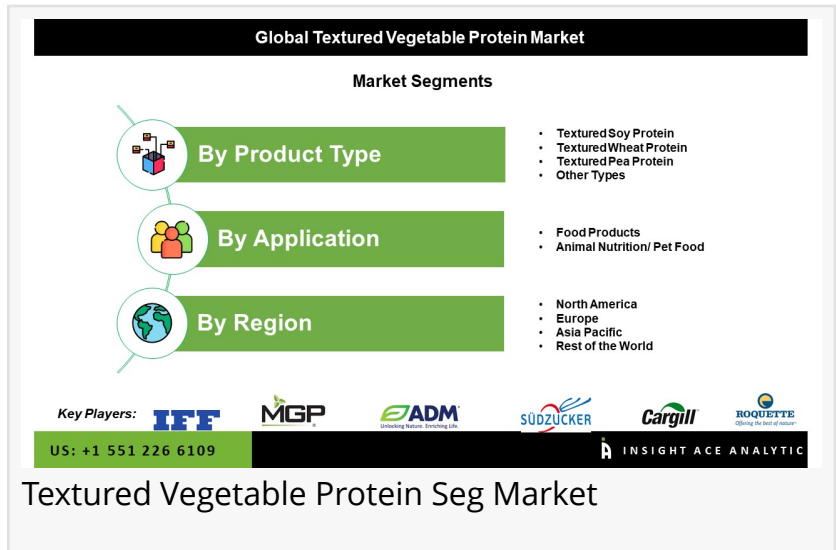 Global Textured Vegetable Protein Market
Market Segments
By Product Type
• Textured Soy Protein
• Textured Wheat Protein
• Textured Pea Protein
• Other Types
By Application
• Food Products
• Animal Nutrition/ Pet Food
By Region
• North America
• Europe
• Asia Pacific
• Rest of the World
Key Players:
IFF
MGP
ADM
Unlocking Nature. Enriching Life.
SÜDZUCKER
Cargill
ROQUETTE
Offering the best of nature™
US: +1 551 226 6109
INSIGHT ACE ANALYTIC
Textured Vegetable Protein Seg Market